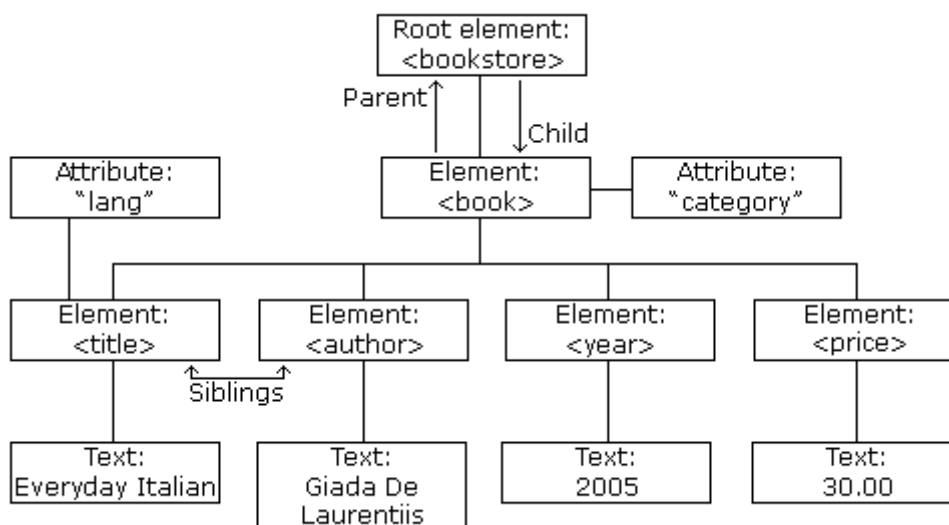 Root element:
<bookstore>
Parent
Child
Attribute:
"lang"
Element:
<book>
Attribute:
"category"
Element:
<title>
Element:
<author>
Element:
<year>
Element:
<price>
Siblings
Text:
Everyday Italian
Text:
Giada De
Laurentiis
Text:
2005
Text:
30.00